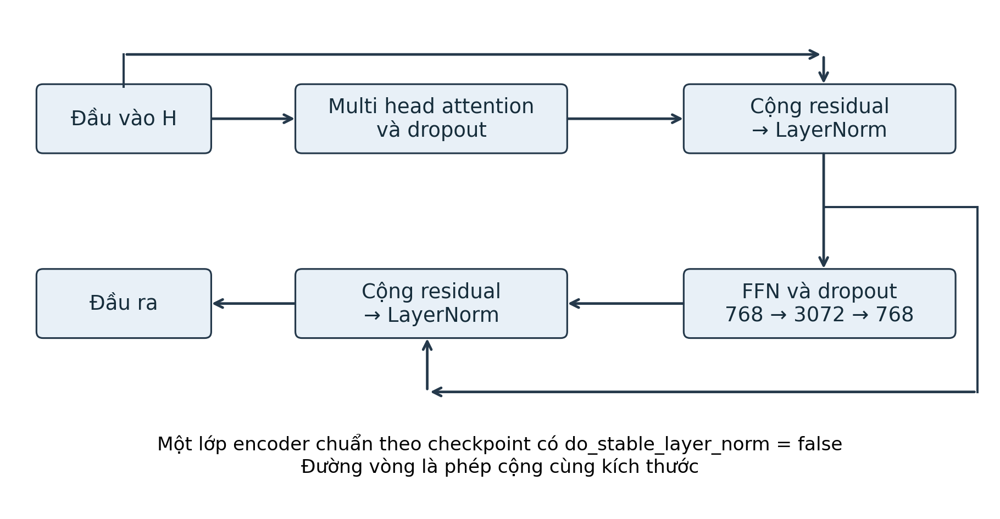 Đầu vào H
Multi head attention
và dropout
Cộng residual
→ LayerNorm
Đầu ra
Cộng residual
→ LayerNorm
FFN và dropout
768 → 3072 → 768
Một lớp encoder chuẩn theo checkpoint có do_stable_layer_norm = false
Đường vòng là phép cộng cùng kích thước